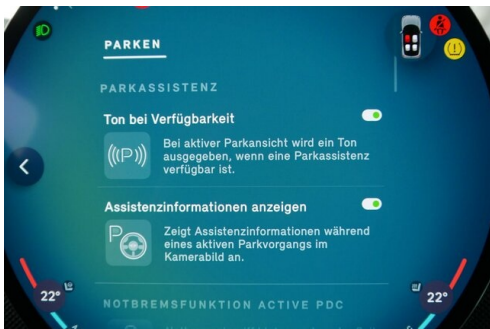 PARKEN
PARKASSISTENZ
Ton bei Verfügbarkeit
((P))
Bei aktiver Parkansicht wird ein Ton
ausgegeben, wenn eine Parkassistenz
verfügbar ist.
Assistenzinformationen anzeigen
P
Zeigt Assistenzinformationen während
eines aktiven Parkvorgangs im
Kamerabild an.
22°
22°
NOTBREMSFUNKTION ACTIVE PDC